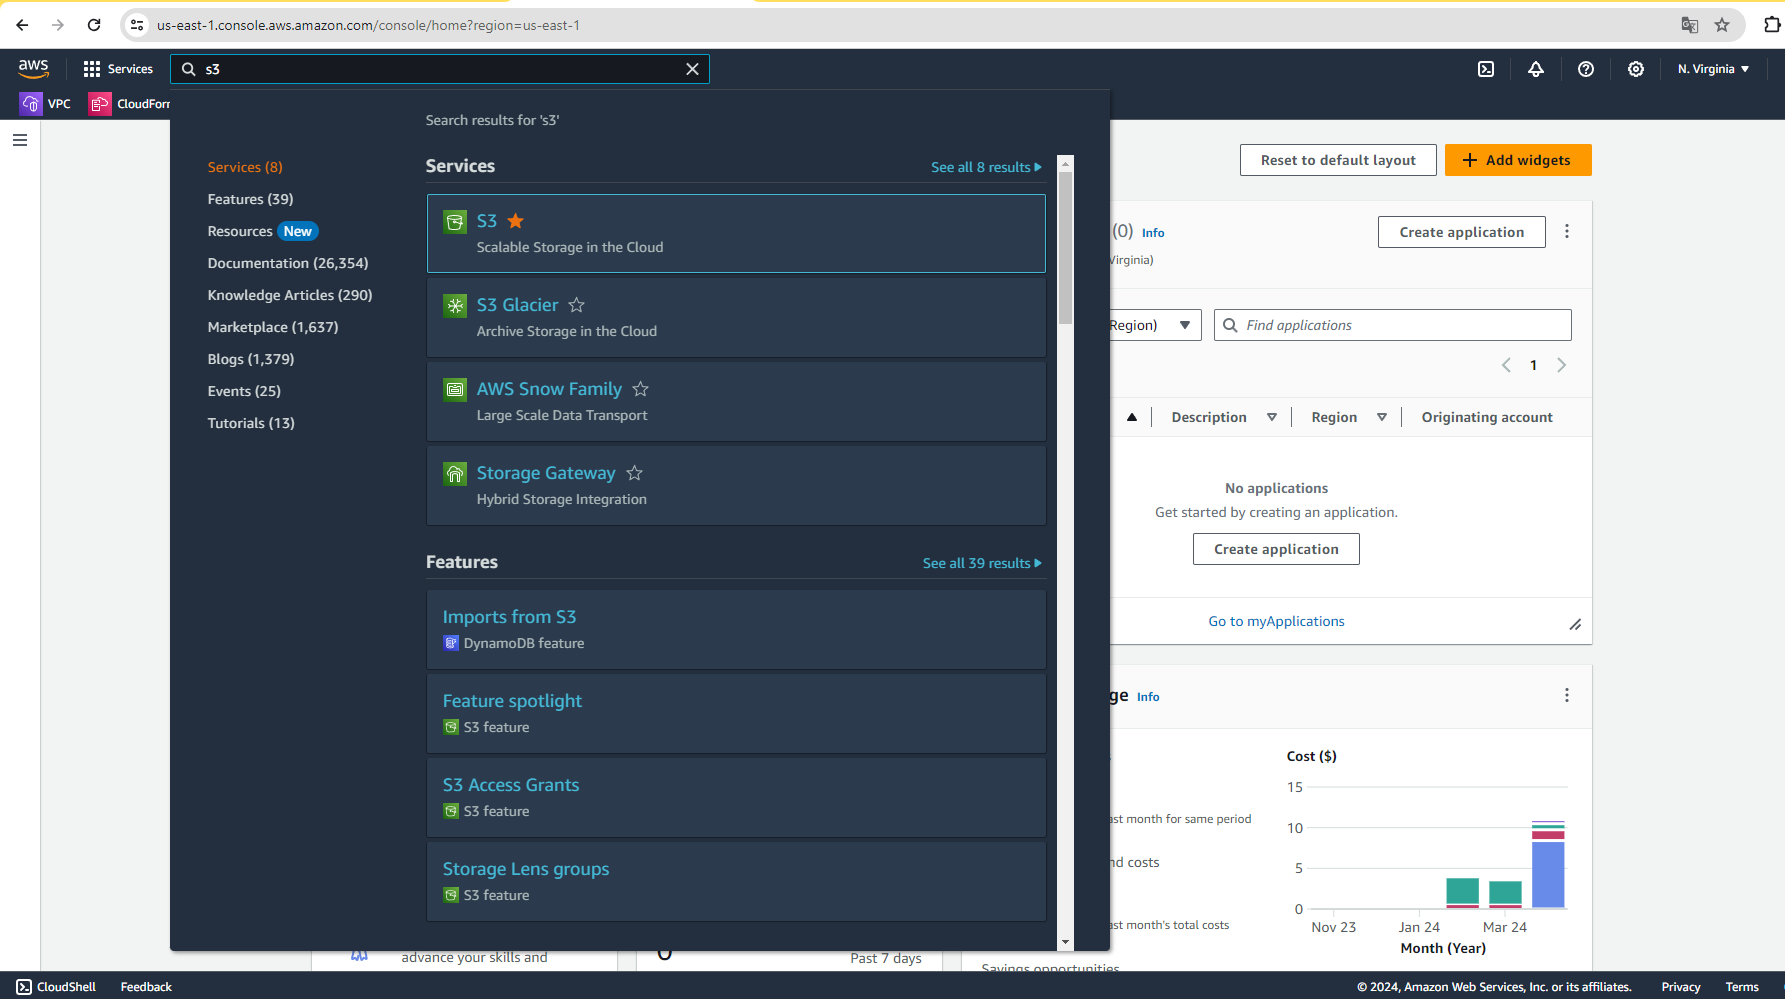 us-east-1.console.aws.amazon.com/console/home?region=us-east-1
aws
Services
s3
N. Virginia
VPC
CloudForr
Search results for 's3'
Services (8)
Features (39)
Resources New
Documentation (26,354)
Knowledge Articles (290)
Marketplace (1,637)
Blogs (1,379)
Events (25)
Tutorials (13)
Services
See all 8 results
S3
Scalable Storage in the Cloud
S3 Glacier
Archive Storage in the Cloud
AWS Snow Family
Large Scale Data Transport
Storage Gateway
Hybrid Storage Integration
Features
See all 39 results
Imports from S3
DynamoDB feature
Feature spotlight
S3 feature
S3 Access Grants
S3 feature
Storage Lens groups
S3 feature
Reset to default layout
Add widgets
(0) Info
Virginia)
Create application
Region)
Find applications
1
Description
Region
Originating account
No applications
Get started by creating an application.
Create application
Go to myApplications
ge Info
Cost ($)
15
10
5
0
Nov 23
Jan 24
Mar 24
Month (Year)
ast month for same period
nd costs
ast month's total costs
Savings opportunities
advance your skills and
0
Past 7 days
CloudShell
Feedback
© 2024, Amazon Web Services, Inc. or its affiliates.
Privacy
Terms